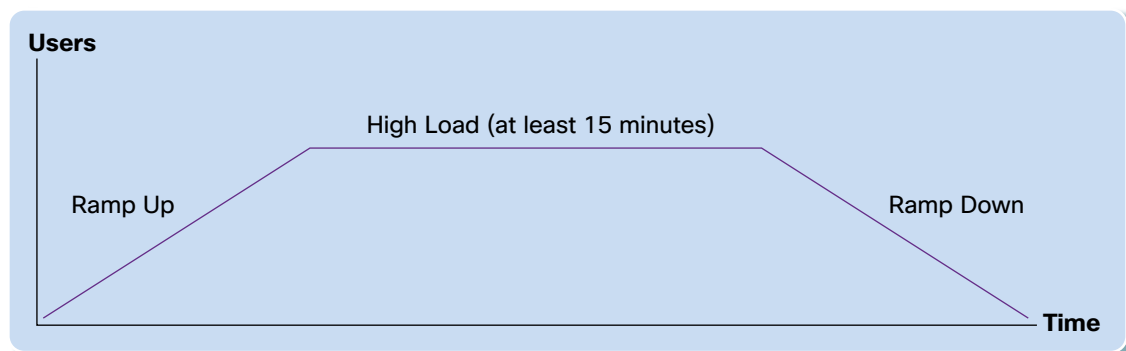 Users
High Load (at least 15 minutes)
Ramp Up
Ramp Down
Time